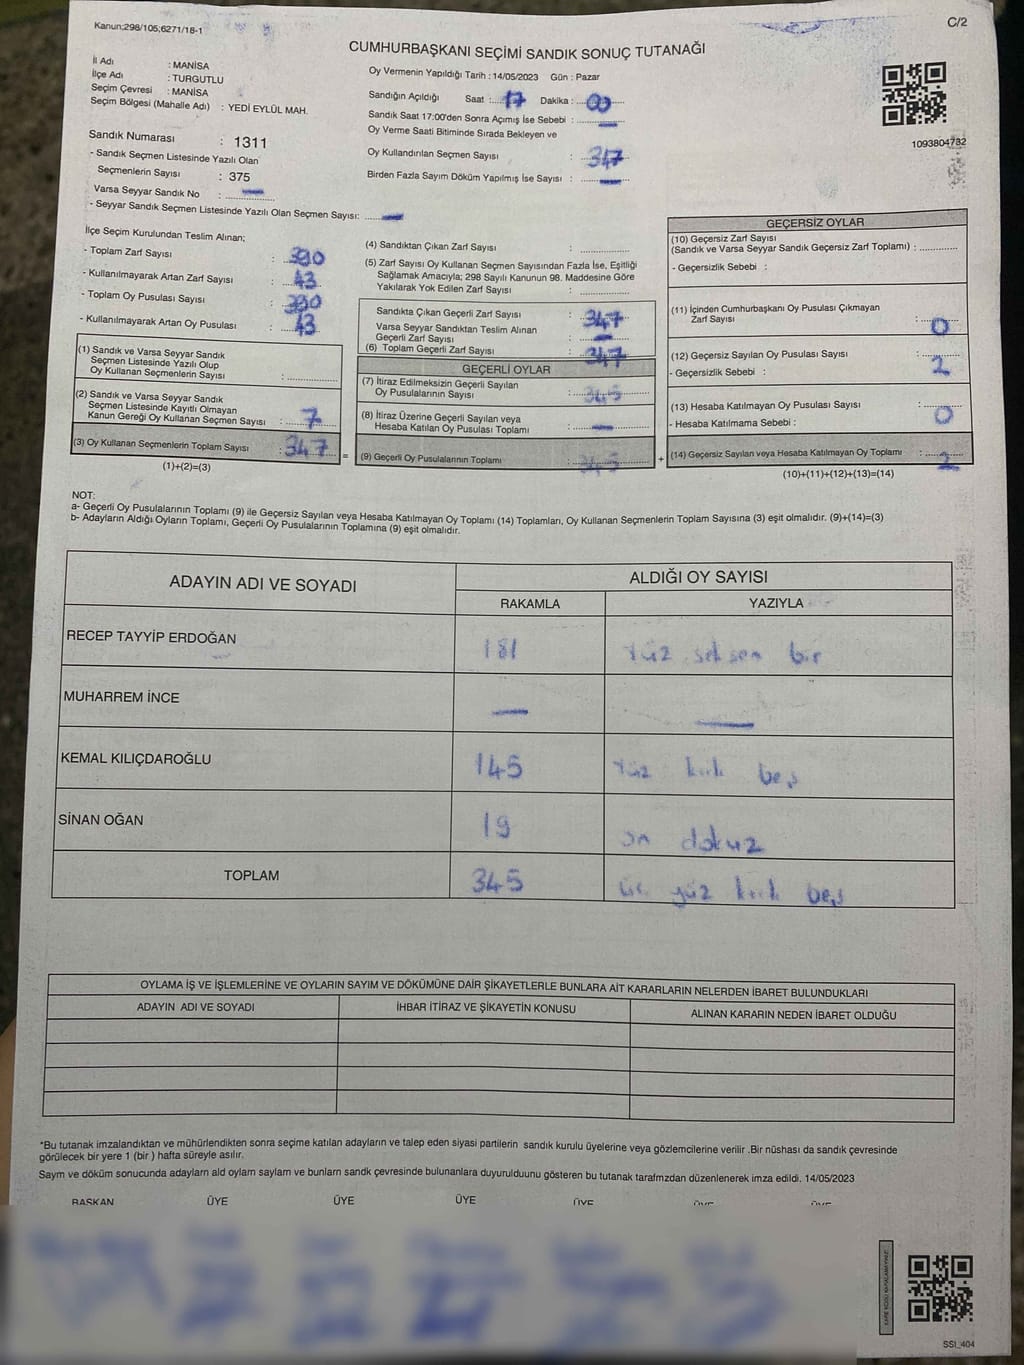 Kanun:298/105;6271/18-1
C/2
CUMHURBAŞKANI SEÇİMİ SANDIK SONUÇ TUTANAĞI
İl Adı : MANİSA
İlçe Adı : TURGUTLU
Seçim Çevresi : MANİSA
Seçim Bölgesi (Mahalle Adı) : YEDİ EYLÜL MAH.
Sandık Numarası : 1311
- Sandık Seçmen Listesinde Yazılı Olan
Seçmenlerin Sayısı : 375
Varsa Seyyar Sandık No : —
- Seyyar Sandık Seçmen Listesinde Yazılı Olan Seçmen Sayısı: —
Oy Vermenin Yapıldığı Tarih : 14/05/2023 Gün : Pazar
Sandığın Açıldığı Saat : 17 Dakika : 00
Sandık Saat 17:00'den Sonra Açımış İse Sebebi : —
Oy Verme Saati Bitiminde Sırada Bekleyen ve
Oy Kullandırılan Seçmen Sayısı : 347
Birden Fazla Sayım Döküm Yapılmış İse Sayısı : —
1093804782
İlçe Seçim Kurulundan Teslim Alınan;
- Toplam Zarf Sayısı : 390
- Kullanılmayarak Artan Zarf Sayısı : 43
- Toplam Oy Pusulası Sayısı : 390
- Kullanılmayarak Artan Oy Pusulası : 43
(1) Sandık ve Varsa Seyyar Sandık
Seçmen Listesinde Yazılı Olup
Oy Kullanan Seçmenlerin Sayısı :
(2) Sandık ve Varsa Seyyar Sandık
Seçmen Listesinde Kayıtlı Olmayan
Kanun Gereği Oy Kullanan Seçmen Sayısı : 7
(3) Oy Kullanan Seçmenlerin Toplam Sayısı : 347
(1)+(2)=(3)
(4) Sandıktan Çıkan Zarf Sayısı :
(5) Zarf Sayısı Oy Kullanan Seçmen Sayısından Fazla İse, Eşitliği
Sağlamak Amacıyla; 298 Sayılı Kanunun 98. Maddesine Göre
Yakılarak Yok Edilen Zarf Sayısı :
Sandıkta Çıkan Geçerli Zarf Sayısı : 347
Varsa Seyyar Sandıktan Teslim Alınan
Geçerli Zarf Sayısı : —
(6) Toplam Geçerli Zarf Sayısı : 347
GEÇERLİ OYLAR
(7) İtiraz Edilmeksizin Geçerli Sayılan
Oy Pusulalarının Sayısı : 345
(8) İtiraz Üzerine Geçerli Sayılan veya
Hesaba Katılan Oy Pusulası Toplamı : —
= (9) Geçerli Oy Pusulalarının Toplamı : 345
GEÇERSİZ OYLAR
(10) Geçersiz Zarf Sayısı
(Sandık ve Varsa Seyyar Sandık Geçersiz Zarf Toplamı) :
- Geçersizlik Sebebi :
(11) İçinden Cumhurbaşkanı Oy Pusulası Çıkmayan
Zarf Sayısı : 0
(12) Geçersiz Sayılan Oy Pusulası Sayısı : 2
- Geçersizlik Sebebi :
(13) Hesaba Katılmayan Oy Pusulası Sayısı : 0
- Hesaba Katılmama Sebebi :
+ (14) Geçersiz Sayılan veya Hesaba Katılmayan Oy Toplamı : 2
(10)+(11)+(12)+(13)=(14)
NOT:
a- Geçerli Oy Pusulalarının Toplamı (9) ile Geçersiz Sayılan veya Hesaba Katılmayan Oy Toplamı (14) Toplamları, Oy Kullanan Seçmenlerin Toplam Sayısına (3) eşit olmalıdır. (9)+(14)=(3)
b- Adayların Aldığı Oyların Toplamı, Geçerli Oy Pusulalarının Toplamına (9) eşit olmalıdır.
ADAYIN ADI VE SOYADI
ALDIĞI OY SAYISI
RAKAMLA YAZIYLA
RECEP TAYYİP ERDOĞAN 181 Yüz seksen bir
MUHARREM İNCE — —
KEMAL KILIÇDAROĞLU 145 Yüz kırk beş
SİNAN OĞAN 19 on dokuz
TOPLAM 345 üç yüz kırk beş
OYLAMA İŞ VE İŞLEMLERİNE VE OYLARIN SAYIM VE DÖKÜMÜNE DAİR ŞİKAYETLERLE BUNLARA AİT KARARLARIN NELERDEN İBARET BULUNDUKLARI
ADAYIN ADI VE SOYADI İHBAR İTİRAZ VE ŞİKAYETİN KONUSU ALINAN KARARIN NEDEN İBARET OLDUĞU
*Bu tutanak imzalandıktan ve mühürlendikten sonra seçime katılan adayların ve talep eden siyasi partilerin sandık kurulu üyelerine veya gözlemcilerine verilir .Bir nüshası da sandık çevresinde
görülecek bir yere 1 (bir ) hafta süreyle asılır.
Saym ve döküm sonucunda adayların ald oylam saylarn ve bunlarn sandk çevresinde bulunanlara duyurulduunu gösteren bu tutanak tarafmzdan düzenlenerek imza edildi. 14/05/2023
BAŞKAN ÜYE ÜYE ÜYE ÜYE ÜYE ÜYE
SSI_404